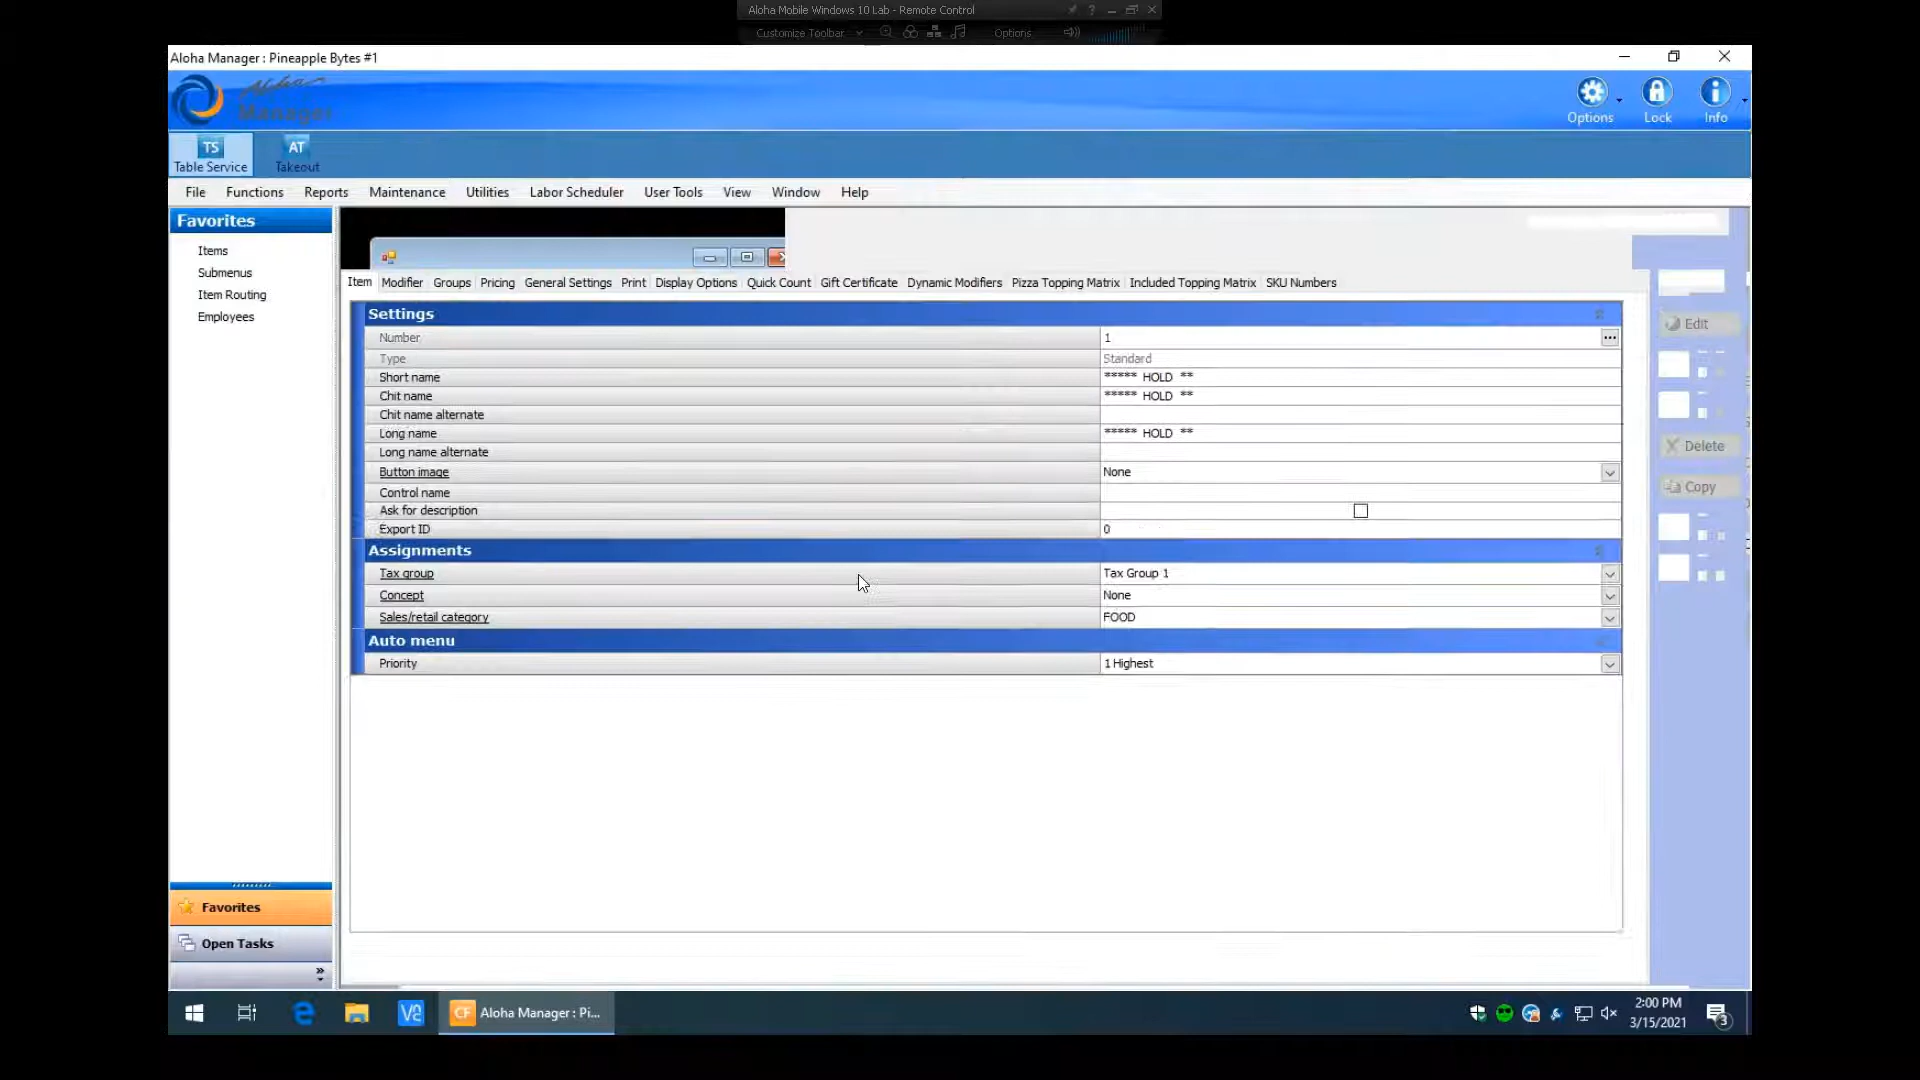 Aloha Mobile Windows 10 Lab - Remote Control
Customize Toolbar
Options
Aloha Manager : Pineapple Bytes #1
Aloha
Manager
Options
Lock
Info
TS
Table Service
AT
Takeout
File
Functions
Reports
Maintenance
Utilities
Labor Scheduler
User Tools
View
Window
Help
Favorites
Items
Submenus
Item Routing
Employees
Item
Modifier
Groups
Pricing
General Settings
Print
Display Options
Quick Count
Gift Certificate
Dynamic Modifiers
Pizza Topping Matrix
Included Topping Matrix
SKU Numbers
Settings
Number 1
Type Standard
Short name ***** HOLD **
Chit name ***** HOLD **
Chit name alternate
Long name ***** HOLD **
Long name alternate
Button image None
Control name
Ask for description
Export ID 0
Assignments
Tax group Tax Group 1
Concept None
Sales/retail category FOOD
Auto menu
Priority 1 Highest
Edit
Delete
Copy
Favorites
Open Tasks
CF
Aloha Manager : Pi...
2:00 PM
3/15/2021
3